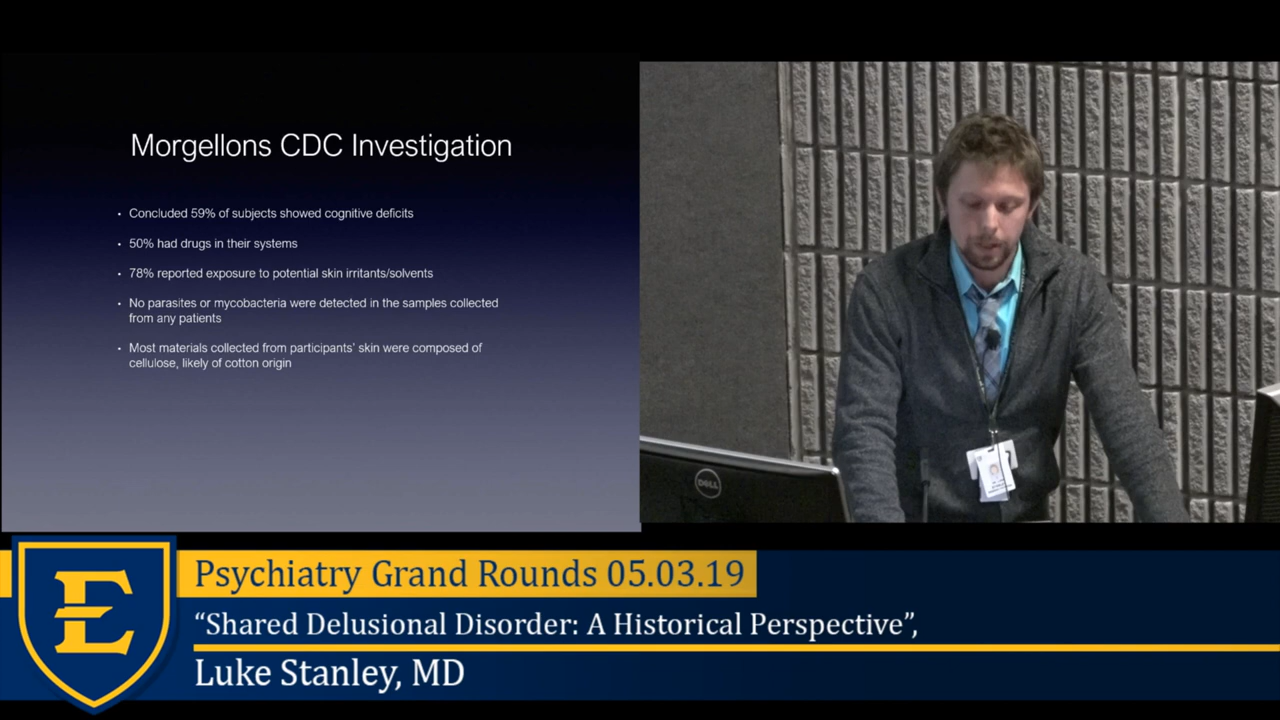 Morgellons CDC Investigation
• Concluded 59% of subjects showed cognitive deficits
• 50% had drugs in their systems
• 78% reported exposure to potential skin irritants/solvents
• No parasites or mycobacteria were detected in the samples collected
from any patients
• Most materials collected from participants' skin were composed of
cellulose, likely of cotton origin
DELL
E
Psychiatry Grand Rounds 05.03.19
“Shared Delusional Disorder: A Historical Perspective”,
Luke Stanley, MD